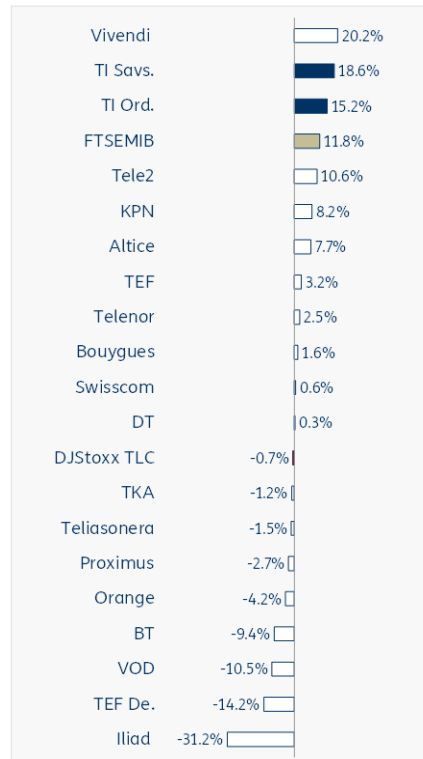 Vivendi 20.2%
TI Savs. 18.6%
TI Ord. 15.2%
FTSEMIB 11.8%
Tele2 10.6%
KPN 8.2%
Altice 7.7%
TEF 3.2%
Telenor 2.5%
Bouygues 1.6%
Swisscom 0.6%
DT 0.3%
DJStoxx TLC -0.7%
TKA -1.2%
Teliasonera -1.5%
Proximus -2.7%
Orange -4.2%
BT -9.4%
VOD -10.5%
TEF De. -14.2%
Iliad -31.2%